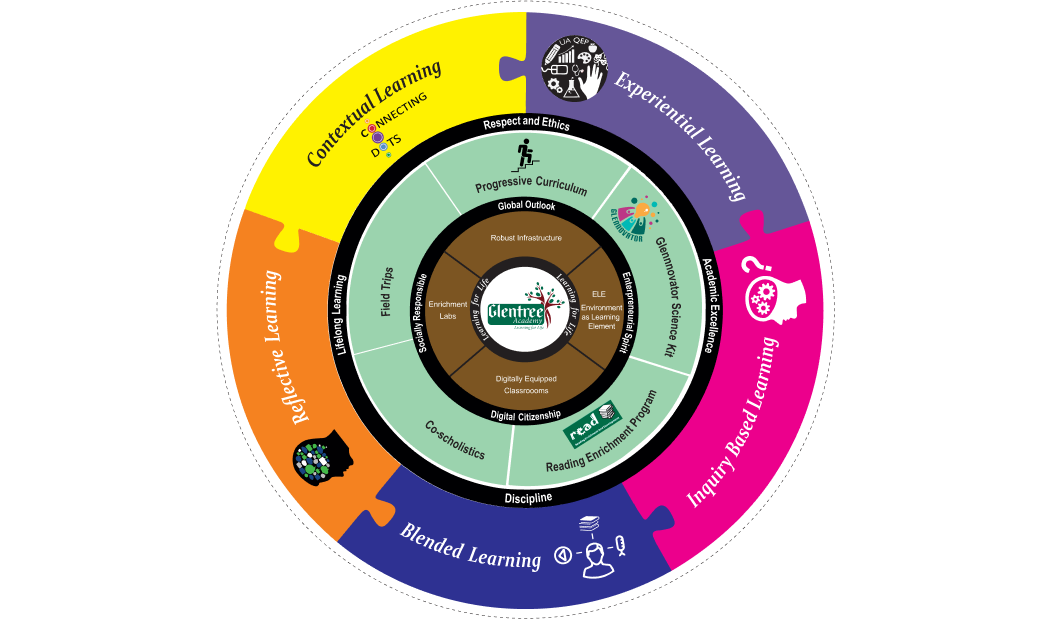 Contextual Learning
CONNECTING
DOTS
UA QEP
Experiential Learning
Inquiry Based Learning
Blended Learning
Reflective Learning
Respect and Ethics
Academic Excellence
Discipline
Lifelong Learning
Progressive Curriculum
GLENNOVATOR
Glennnovator Science Kit
read
Reading Enrichment Program
Co-scholistics
Field Trips
Global Outlook
Enterpreneurial Spirit
Digital Citizenship
Socially Responsible
Robust Infrastructure
ELE
Environment
as Learning
Element
Digitally Equipped
Classroooms
Enrichment
Labs
Learning for Life
Learning for Life
Glentree
Academy
Learning for Life